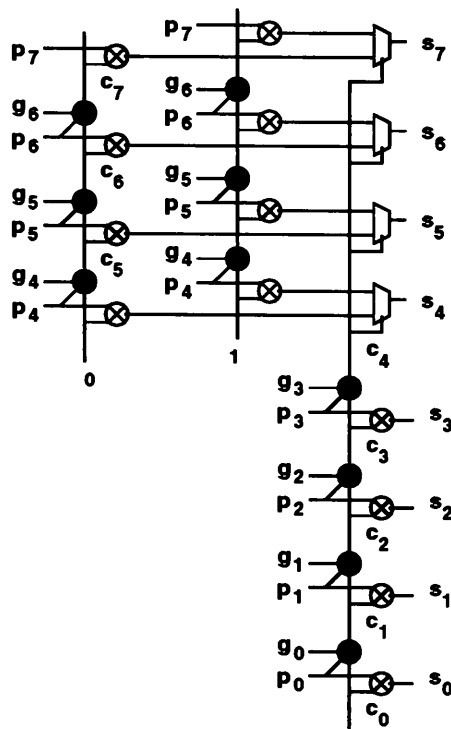 p7 p7 s7
c7
g6 g6
p6 p6 s6
c6
g5 g5
p5 p5 s5
c5
g4 g4
p4 p4 s4
0 1 c4
g3
p3 s3
c3
g2
p2 s2
c2
g1
p1 s1
c1
g0
p0 s0
c0